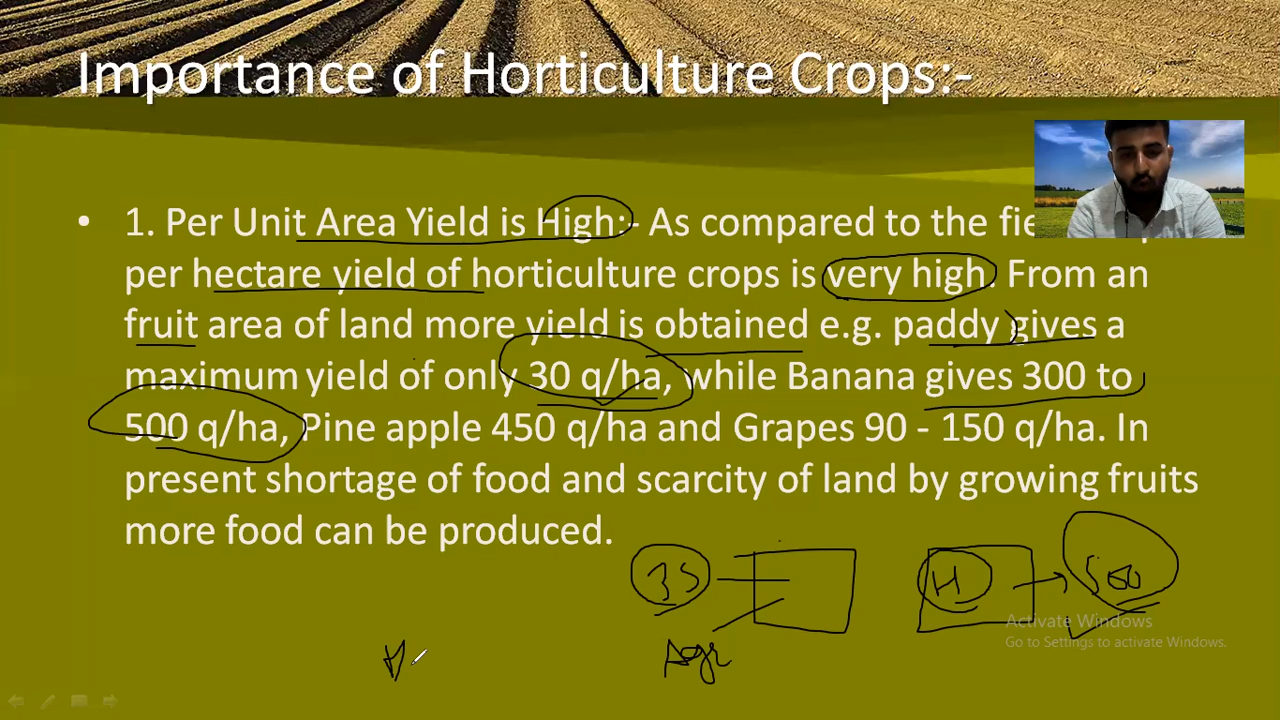 Importance of Horticulture Crops:-
• 1. Per Unit Area Yield is High:- As compared to the
per hectare yield of horticulture crops is very high. From an
fruit area of land more yield is obtained e.g. paddy gives a
maximum yield of only 30 q/ha, while Banana gives 300 to
500 q/ha, Pine apple 450 q/ha and Grapes 90 - 150 q/ha. In
present shortage of food and scarcity of land by growing fruits
more food can be produced.
35 H 500
Activate Windows
Go to Settings to activate Windows.
Agr